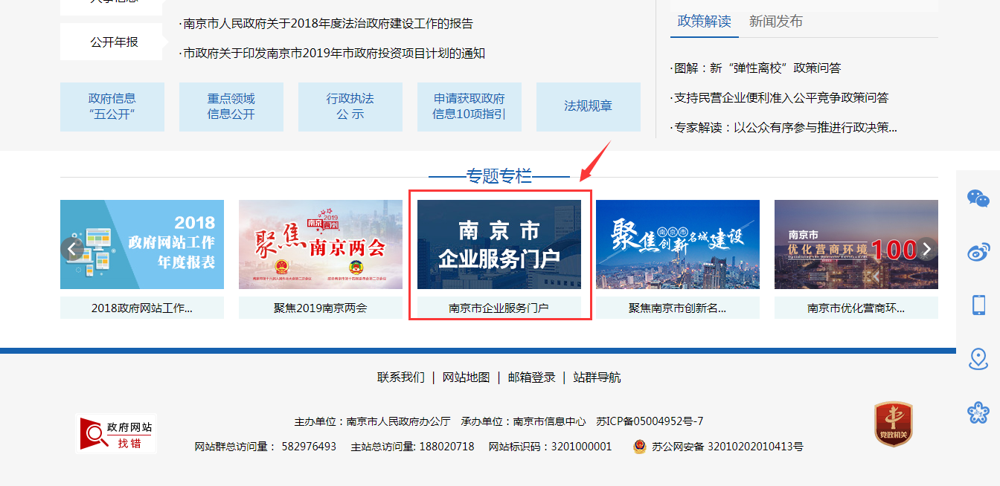 公开年报
·南京市人民政府关于2018年度法治政府建设工作的报告
·市政府关于印发南京市2019年市政府投资项目计划的通知
政府信息
“五公开”
重点领域
信息公开
行政执法
公 示
申请获取政府
信息10项指引
法规规章
政策解读 新闻发布
·图解：新“弹性离校”政策问答
·支持民营企业便利准入公平竞争政策问答
·专家解读：以公众有序参与推进行政决策...
专题专栏
2018
政府网站工作
年度报表
2018政府网站工作...
2019
南京两会
聚焦南京两会
聚焦2019南京两会
南京市
企业服务门户
南京市企业服务门户
聚焦南京市创新名城建设
聚焦南京市创新名...
南京市
优化营商环境100
南京市优化营商环...
联系我们 | 网站地图 | 邮箱登录 | 站群导航
政府网站
找错
主办单位：南京市人民政府办公厅 承办单位：南京市信息中心 苏ICP备05004952号-7
网站群总访问量： 582976493 主站总访问量: 188020718 网站标识码：3201000001 苏公网安备 32010202010413号
党政机关